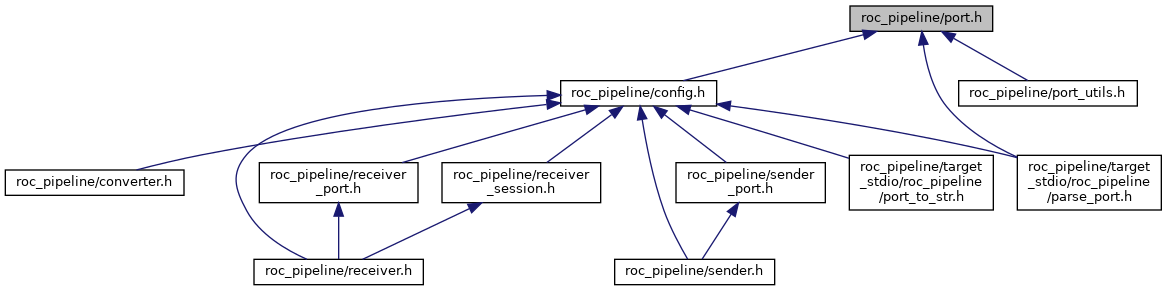 roc_pipeline/port.h
roc_pipeline/config.h
roc_pipeline/port_utils.h
roc_pipeline/converter.h
roc_pipeline/receiver
_port.h
roc_pipeline/receiver
_session.h
roc_pipeline/sender
_port.h
roc_pipeline/target
_stdio/roc_pipeline
/port_to_str.h
roc_pipeline/target
_stdio/roc_pipeline
/parse_port.h
roc_pipeline/receiver.h
roc_pipeline/sender.h